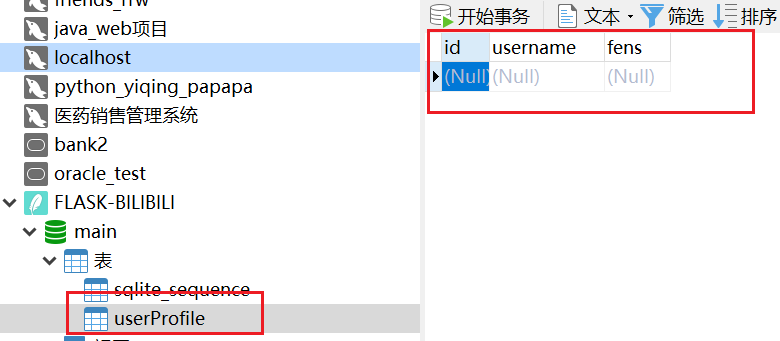 java_web项目
localhost
python_yiqing_papapa
医药销售管理系统
bank2
oracle_test
FLASK-BILIBILI
main
表
sqlite_sequence
userProfile
开始事务 文本 筛选 排序
id username fens
(Null) (Null) (Null)